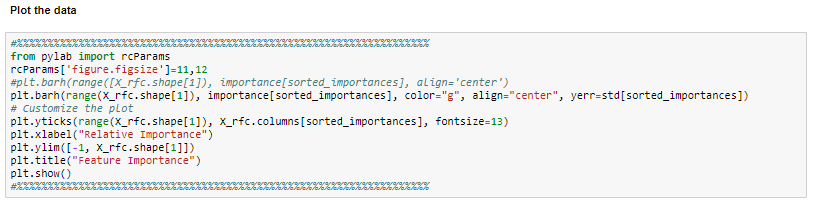 Plot the data
#%%%%%%%%%%%%%%%%%%%%%%%%%%%%%%%%%%%%%%%%%%%%%%%%%%%%%%%%%%%%%%%%%
from pylab import rcParams
rcParams['figure.figsize']=11,12
#plt.barh(range([X_rfc.shape[1]), importance[sorted_importances], align='center')
plt.barh(range(X_rfc.shape[1]), importance[sorted_importances], color="g", align="center", yerr=std[sorted_importances])
# Customize the plot
plt.yticks(range(X_rfc.shape[1]), X_rfc.columns[sorted_importances], fontsize=13)
plt.xlabel("Relative Importance")
plt.ylim([-1, X_rfc.shape[1]])
plt.title("Feature Importance")
plt.show()
#%%%%%%%%%%%%%%%%%%%%%%%%%%%%%%%%%%%%%%%%%%%%%%%%%%%%%%%%%%%%%%%%%